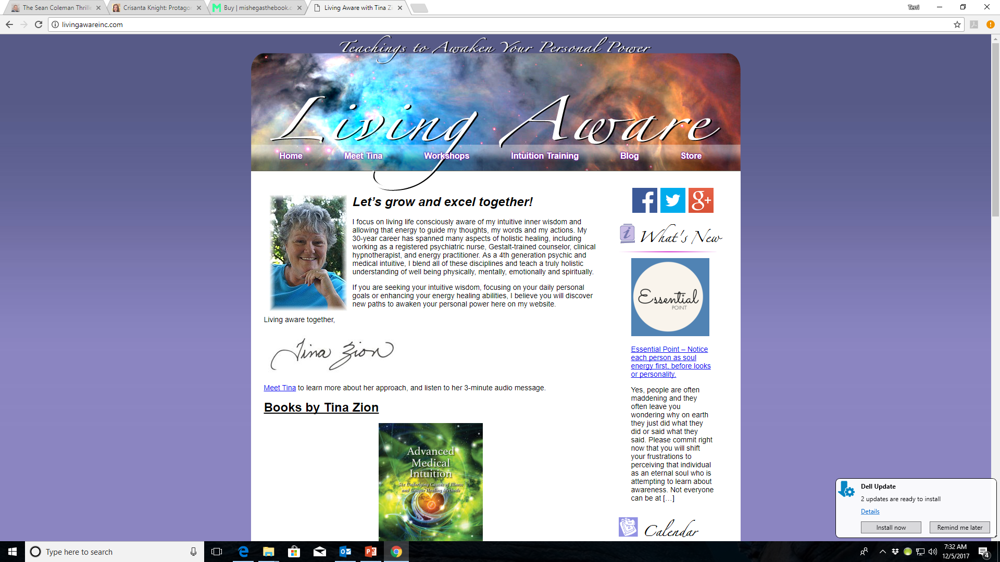 The Sean Coleman Thrill
Crisanta Knight: Protago
Buy | mishegasthebook.c
Living Aware with Tina Z
Terri
livingawareinc.com
Teachings to Awaken Your Personal Power
Living Aware
Home
Meet Tina
Workshops
Intuition Training
Blog
Store
Let's grow and excel together!
I focus on living life consciously aware of my intuitive inner wisdom and
allowing that energy to guide my thoughts, my words and my actions. My
30-year career has spanned many aspects of holistic healing, including
working as a registered psychiatric nurse, Gestalt-trained counselor, clinical
hypnotherapist, and energy practitioner. As a 4th generation psychic and
medical intuitive, I blend all of these disciplines and teach a truly holistic
understanding of well being physically, mentally, emotionally and spiritually.
If you are seeking your intuitive wisdom, focusing on your daily personal
goals or enhancing your energy healing abilities, I believe you will discover
new paths to awaken your personal power here on my website.
Living aware together,
Tina Zion
Meet Tina to learn more about her approach, and listen to her 3-minute audio message.
Books by Tina Zion
Advanced
Medical
Intuition
Six Underlying Causes of Illness
and Unique Healing Methods
f
g+
i
What's New
Essential
POINT
Essential Point – Notice
each person as soul
energy first, before looks
or personality.
Yes, people are often
maddening and they
often leave you
wondering why on earth
they just did what they
did or said what they
said. Please commit right
now that you will shift
your frustrations to
perceiving that individual
as an eternal soul who is
attempting to learn about
awareness. Not everyone
can be at […]
Calendar
Dell Update
2 updates are ready to install
Details
Install now
Remind me later
Type here to search
7:32 AM
12/5/2017
4